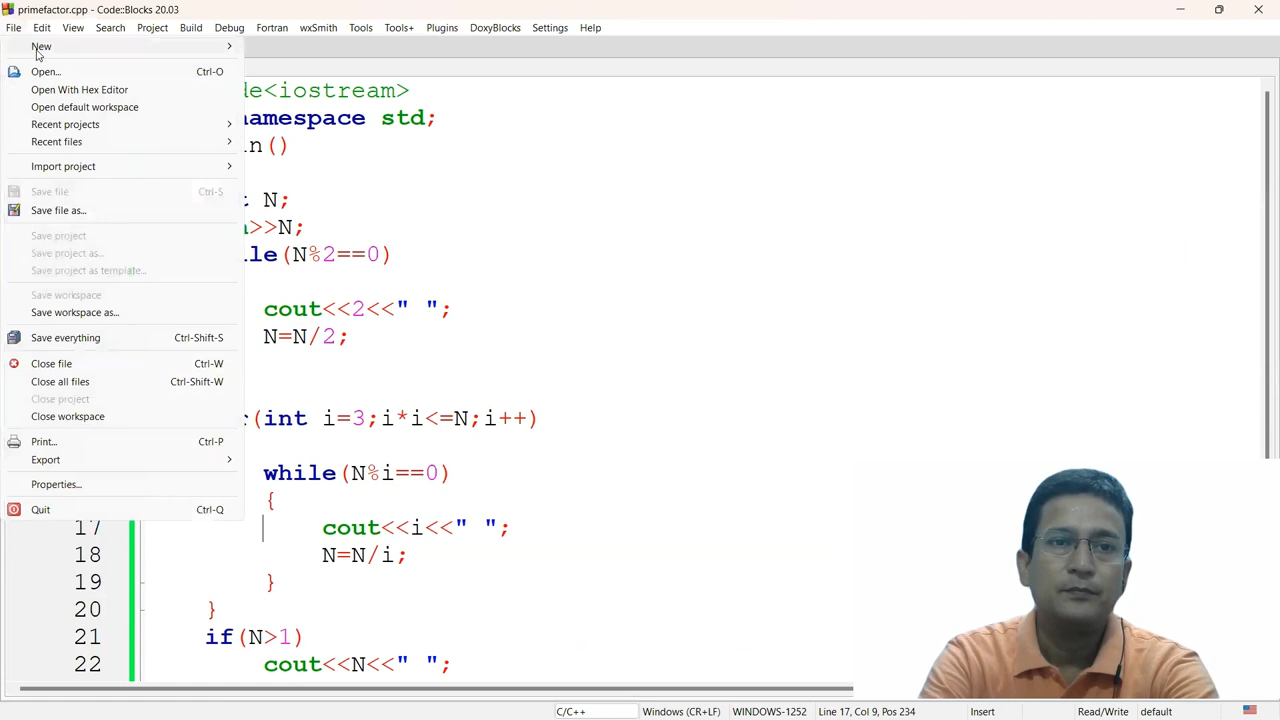 primefactor.cpp - Code::Blocks 20.03
File Edit View Search Project Build Debug Fortran wxSmith Tools Tools+ Plugins DoxyBlocks Settings Help
New
Open... Ctrl-O
Open With Hex Editor
Open default workspace
Recent projects
Recent files
Import project
Save file Ctrl-S
Save file as...
Save project
Save project as...
Save project as template...
Save workspace
Save workspace as...
Save everything Ctrl-Shift-S
Close file Ctrl-W
Close all files Ctrl-Shift-W
Close project
Close workspace
Print... Ctrl-P
Export
Properties...
Quit Ctrl-Q
de<iostream>
namespace std;
n()
N;
>>N;
le(N%2==0)
cout<<2<<" ";
N=N/2;
(int i=3;i*i<=N;i++)
while(N%i==0)
{
17 cout<<i<<" ";
18 N=N/i;
19 }
20 }
21 if(N>1)
22 cout<<N<<" ";
C/C++ Windows (CR+LF) WINDOWS-1252 Line 17, Col 9, Pos 234 Insert Read/Write default